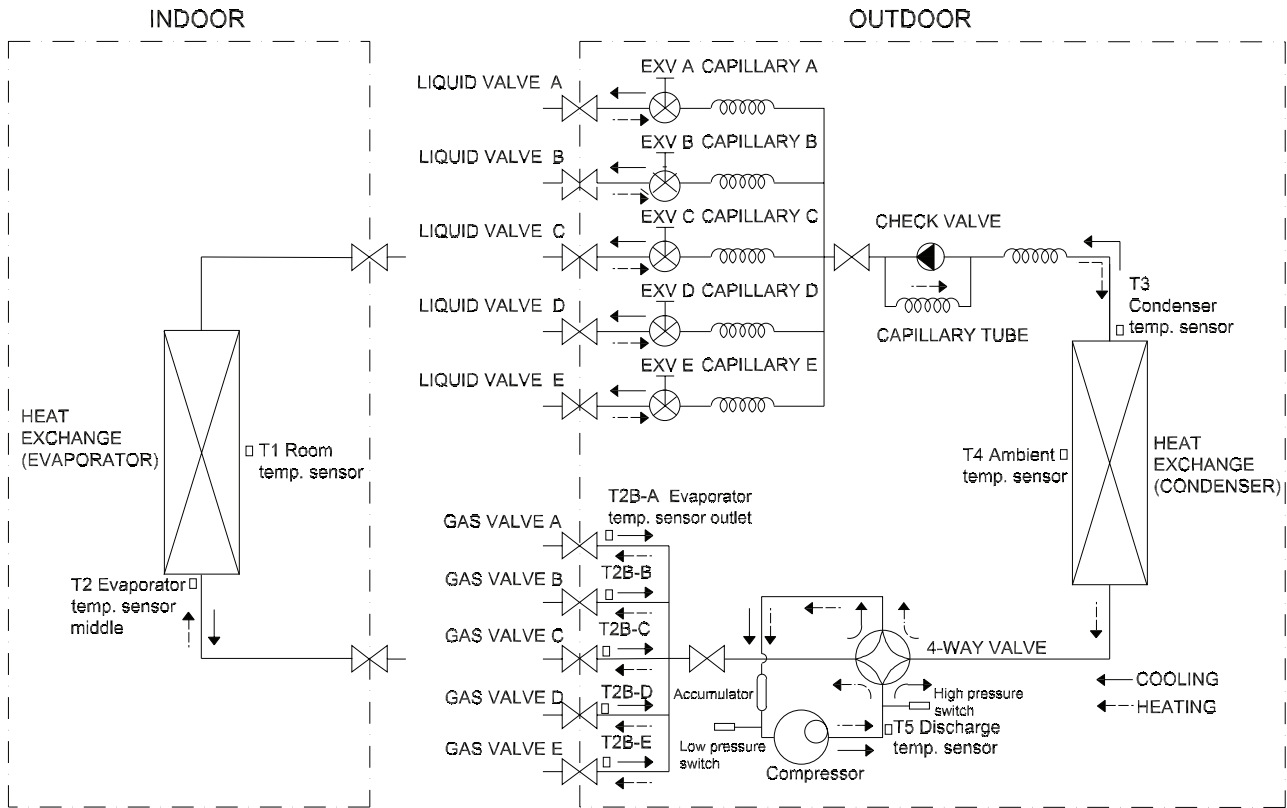 INDOOR
OUTDOOR
LIQUID VALVE A
EXV A CAPILLARY A
LIQUID VALVE B
EXV B CAPILLARY B
LIQUID VALVE C
EXV C CAPILLARY C
LIQUID VALVE D
EXV D CAPILLARY D
LIQUID VALVE E
EXV E CAPILLARY E
CHECK VALVE
CAPILLARY TUBE
T3
Condenser
temp. sensor
HEAT
EXCHANGE
(EVAPORATOR)
T1 Room
temp. sensor
T4 Ambient
temp. sensor
HEAT
EXCHANGE
(CONDENSER)
T2 Evaporator
temp. sensor
middle
GAS VALVE A
T2B-A Evaporator
temp. sensor outlet
GAS VALVE B
T2B-B
GAS VALVE C
T2B-C
GAS VALVE D
T2B-D
GAS VALVE E
T2B-E
4-WAY VALVE
Accumulator
High pressure
switch
Low pressure
switch
T5 Discharge
temp. sensor
Compressor
COOLING
HEATING